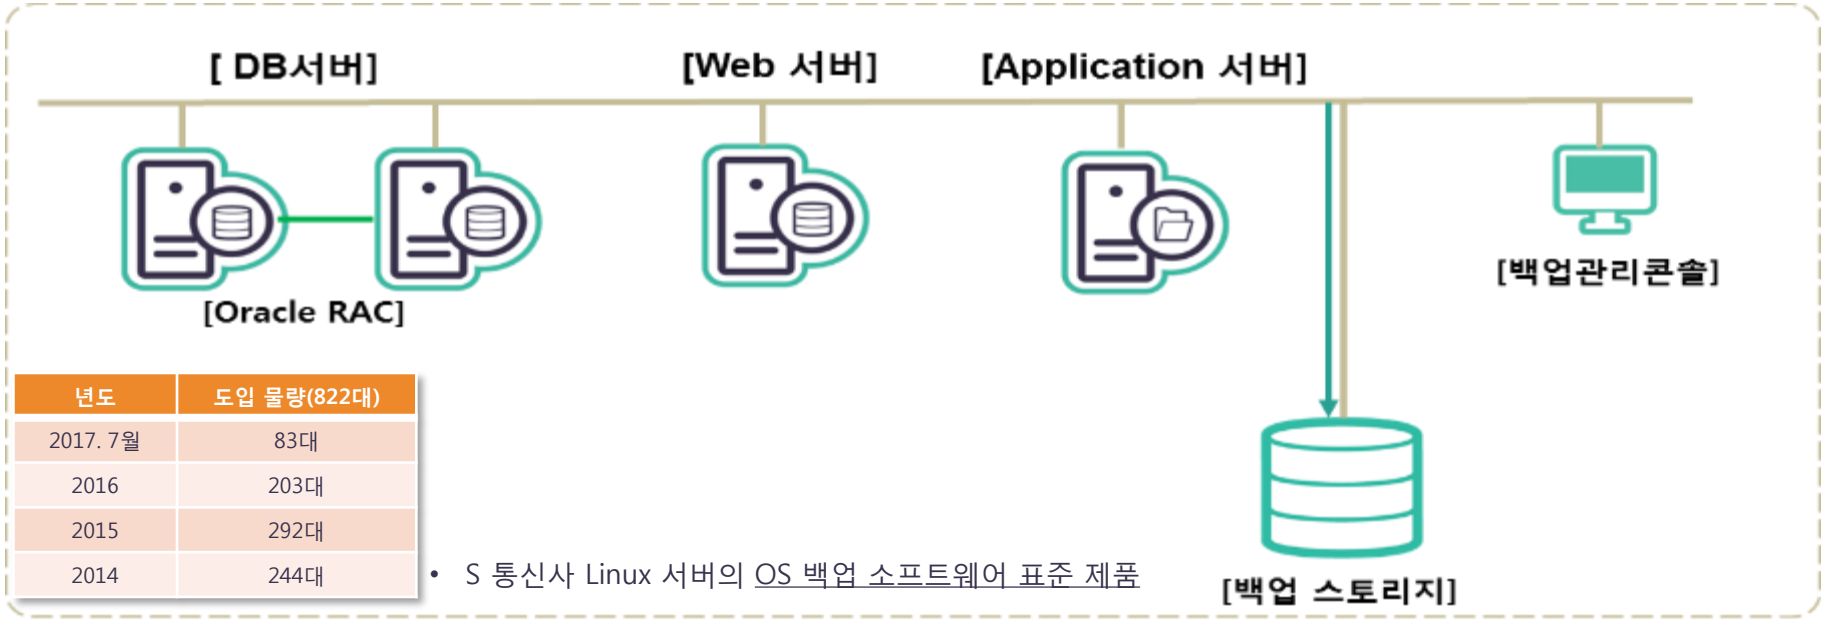 [ DB서버]
[Web 서버]
[Application 서버]
[Oracle RAC]
[백업관리콘솔]
년도 도입 물량(822대)
2017. 7월 83대
2016 203대
2015 292대
2014 244대
• S 통신사 Linux 서버의 OS 백업 소프트웨어 표준 제품
[백업 스토리지]